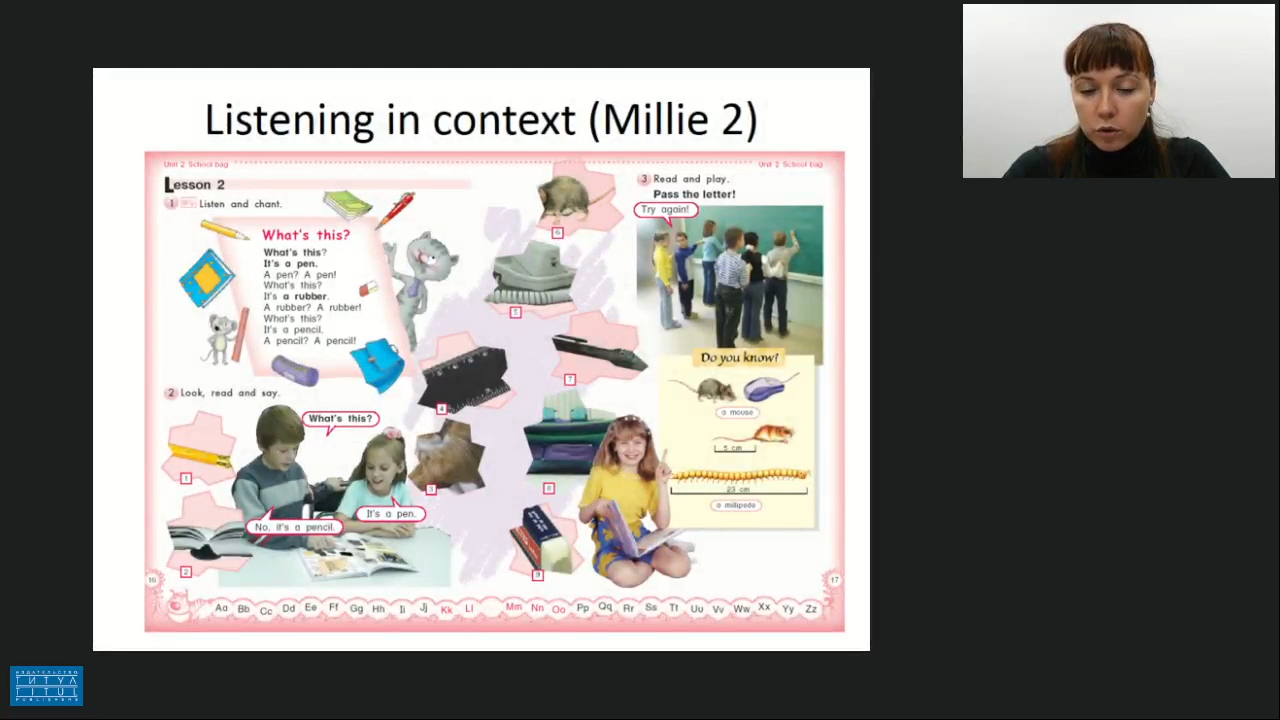 Listening in context (Millie 2)
Unit 2 School bag
Lesson 2
1 Listen and chant.
What's this?
What's this?
It's a pen.
A pen? A pen!
What's this?
It's a rubber.
A rubber? A rubber!
What's this?
It's a pencil.
A pencil? A pencil!
2 Look, read and say.
What's this?
It's a pen.
No, it's a pencil.
1
2
3
4
5
6
7
8
9
16
Unit 2 School bag
3 Read and play.
Pass the letter!
Try again!
Do you know?
a mouse
5 cm
23 cm
a millipede
17
Aa Bb Cc Dd Ee Ff Gg Hh Ii Jj Kk Ll Mm Nn Oo Pp Qq Rr Ss Tt Uu Vv Ww Xx Yy Zz
ИЗДАТЕЛЬСТВО
ТИТУЛ
TITUL
PUBLISHERS